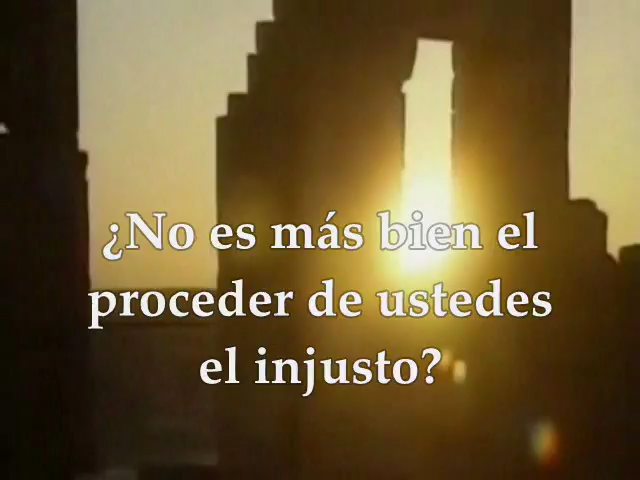 ¿No es más bien el
proceder de ustedes
el injusto?